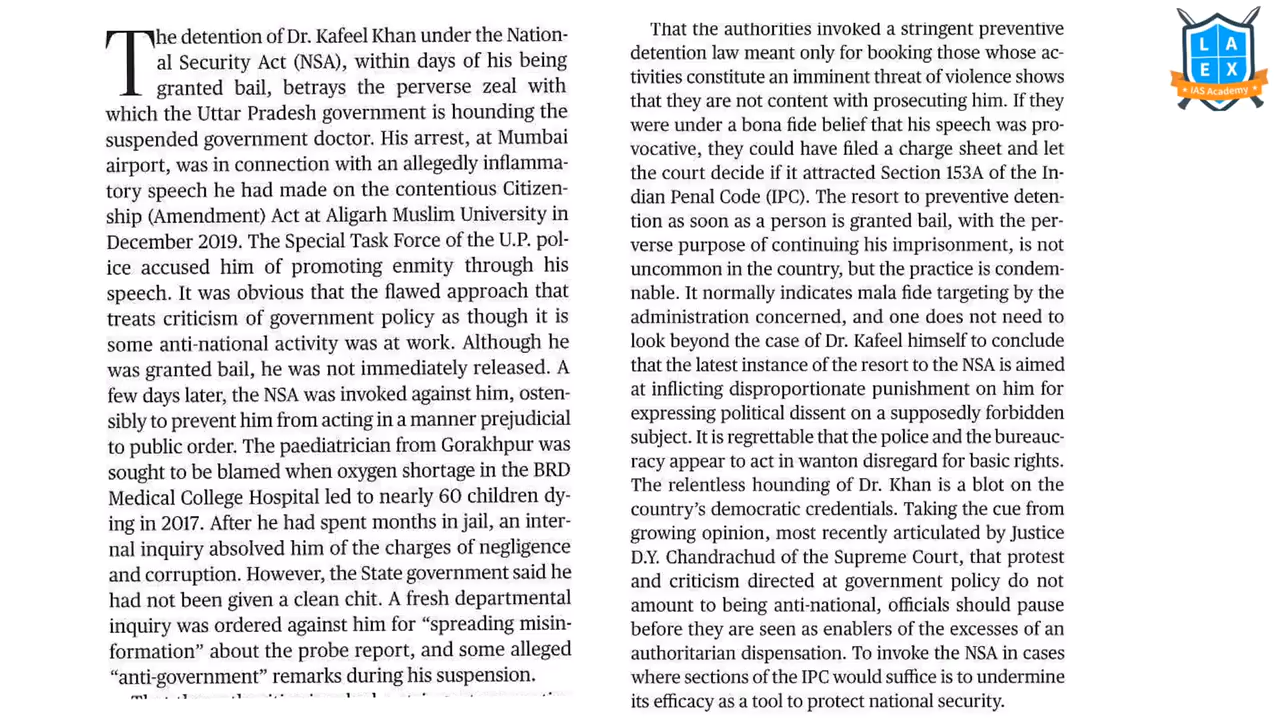 The detention of Dr. Kafeel Khan under the Nation-
al Security Act (NSA), within days of his being
granted bail, betrays the perverse zeal with
which the Uttar Pradesh government is hounding the
suspended government doctor. His arrest, at Mumbai
airport, was in connection with an allegedly inflamma-
tory speech he had made on the contentious Citizen-
ship (Amendment) Act at Aligarh Muslim University in
December 2019. The Special Task Force of the U.P. pol-
ice accused him of promoting enmity through his
speech. It was obvious that the flawed approach that
treats criticism of government policy as though it is
some anti-national activity was at work. Although he
was granted bail, he was not immediately released. A
few days later, the NSA was invoked against him, osten-
sibly to prevent him from acting in a manner prejudicial
to public order. The paediatrician from Gorakhpur was
sought to be blamed when oxygen shortage in the BRD
Medical College Hospital led to nearly 60 children dy-
ing in 2017. After he had spent months in jail, an inter-
nal inquiry absolved him of the charges of negligence
and corruption. However, the State government said he
had not been given a clean chit. A fresh departmental
inquiry was ordered against him for “spreading misin-
formation” about the probe report, and some alleged
“anti-government” remarks during his suspension.
That the authorities invoked a stringent preventive
detention law meant only for booking those whose ac-
tivities constitute an imminent threat of violence shows
that they are not content with prosecuting him. If they
were under a bona fide belief that his speech was pro-
vocative, they could have filed a charge sheet and let
the court decide if it attracted Section 153A of the In-
dian Penal Code (IPC). The resort to preventive deten-
tion as soon as a person is granted bail, with the per-
verse purpose of continuing his imprisonment, is not
uncommon in the country, but the practice is condem-
nable. It normally indicates mala fide targeting by the
administration concerned, and one does not need to
look beyond the case of Dr. Kafeel himself to conclude
that the latest instance of the resort to the NSA is aimed
at inflicting disproportionate punishment on him for
expressing political dissent on a supposedly forbidden
subject. It is regrettable that the police and the bureauc-
racy appear to act in wanton disregard for basic rights.
The relentless hounding of Dr. Khan is a blot on the
country’s democratic credentials. Taking the cue from
growing opinion, most recently articulated by Justice
D.Y. Chandrachud of the Supreme Court, that protest
and criticism directed at government policy do not
amount to being anti-national, officials should pause
before they are seen as enablers of the excesses of an
authoritarian dispensation. To invoke the NSA in cases
where sections of the IPC would suffice is to undermine
its efficacy as a tool to protect national security.
L A
E X
IAS Academy